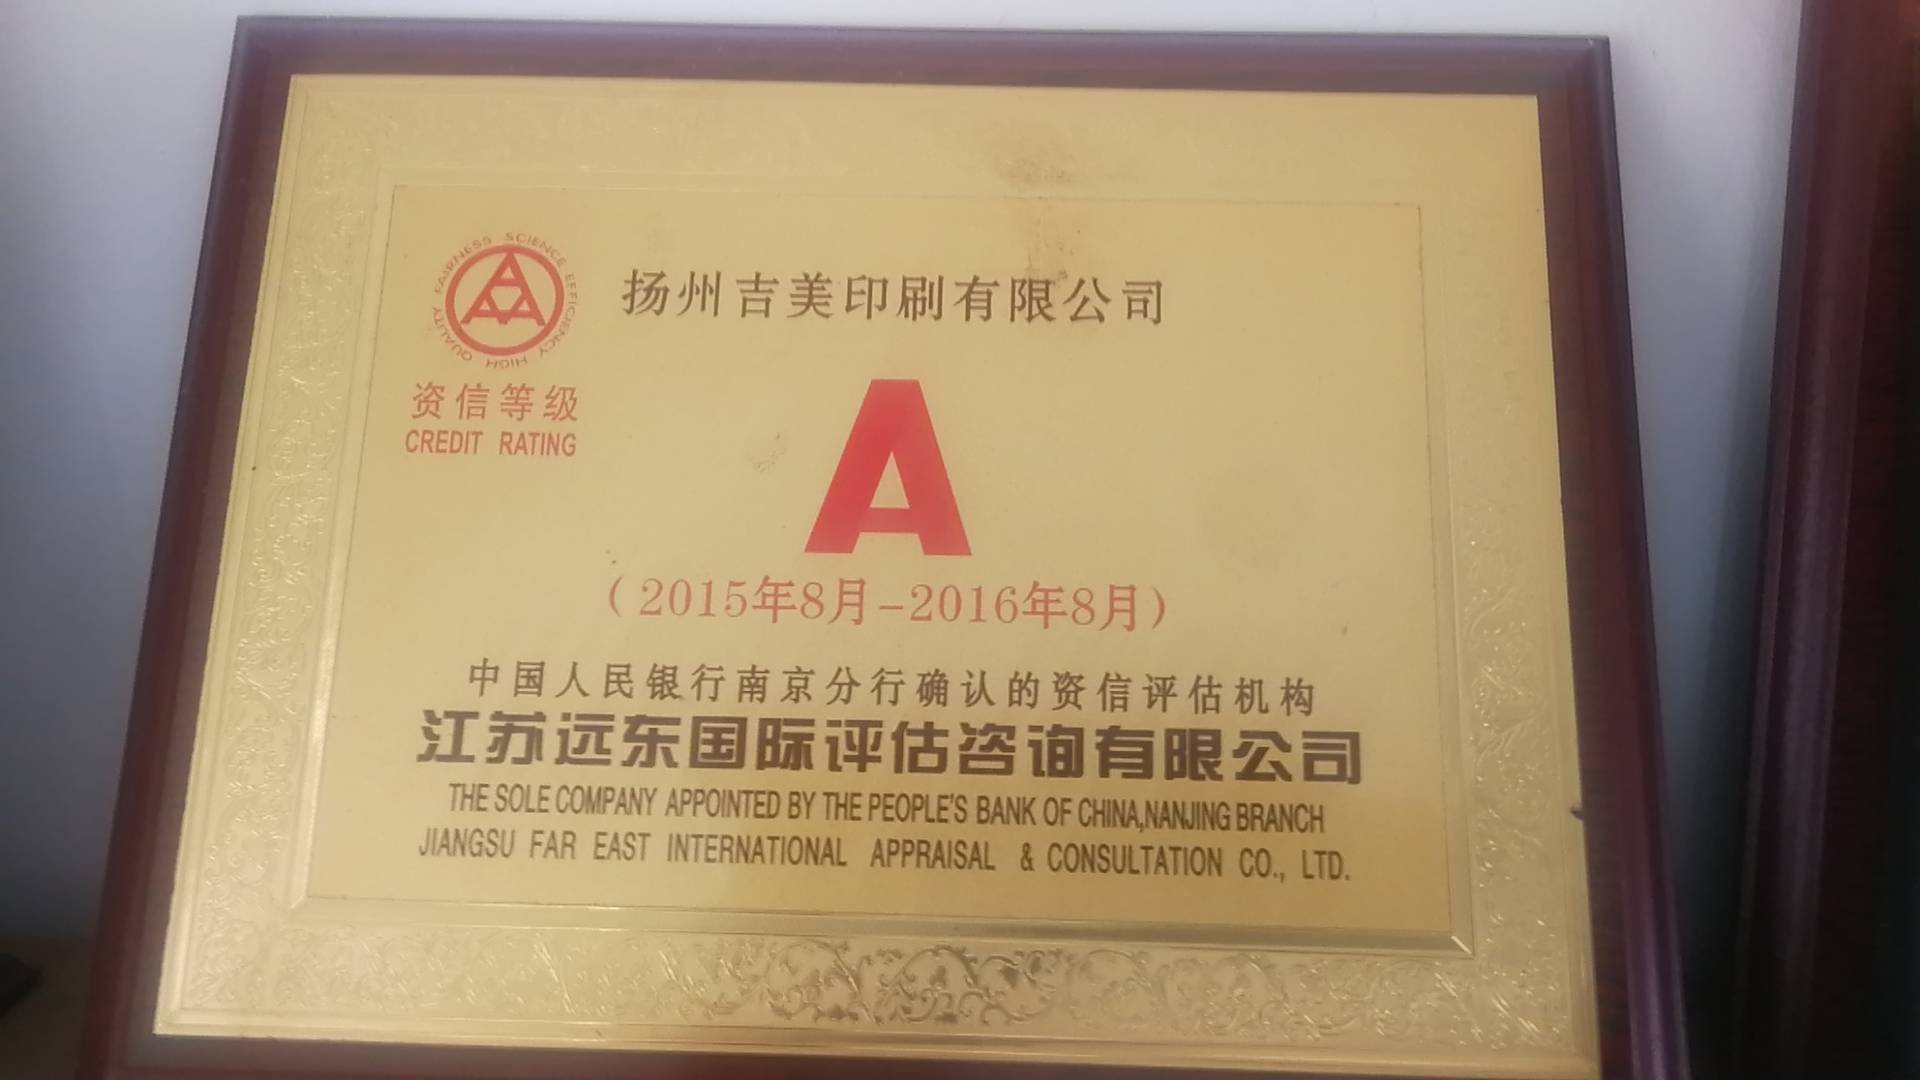 FAIRNESS SCIENCE EFFICIENCY HIGH QUALITY
AAA
资信等级
CREDIT RATING
扬州吉美印刷有限公司
A
(2015年8月-2016年8月)
中国人民银行南京分行确认的资信评估机构
江苏远东国际评估咨询有限公司
THE SOLE COMPANY APPOINTED BY THE PEOPLE'S BANK OF CHINA,NANJING BRANCH
JIANGSU FAR EAST INTERNATIONAL APPRAISAL & CONSULTATION CO., LTD.